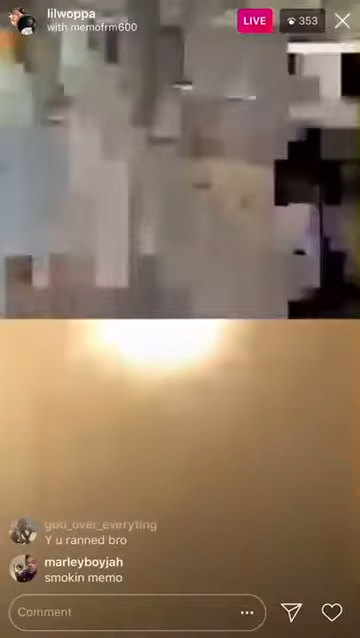 lilwoppa
with memofrm600
LIVE
353
god_over_everyting
Y u ranned bro
marleyboyjah
smokin memo
Comment